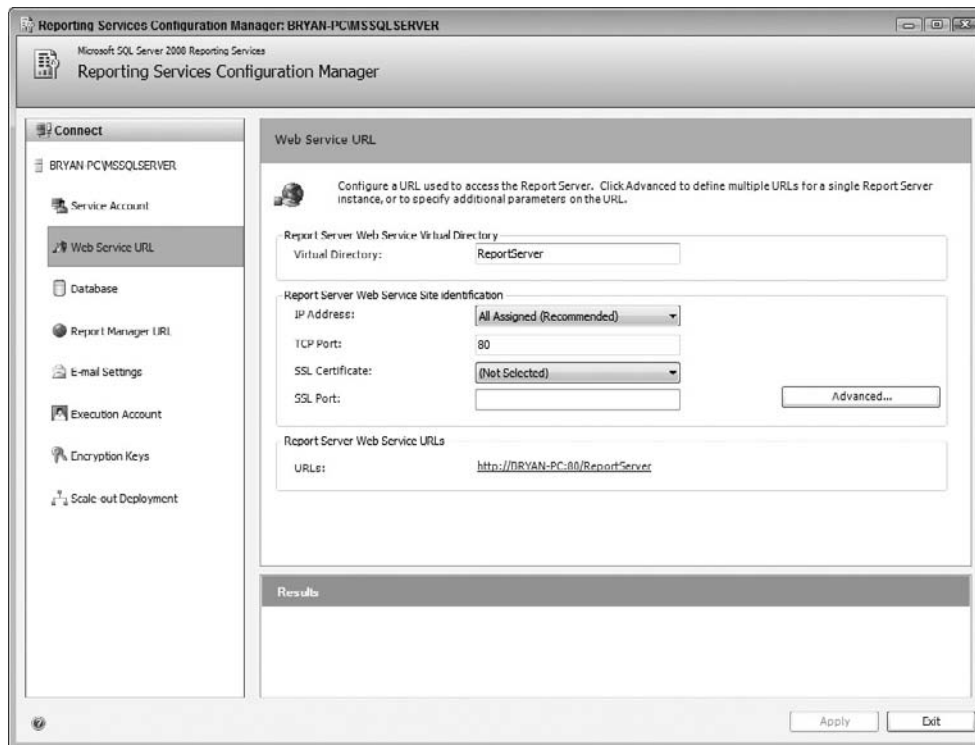 Reporting Services Configuration Manager: BRYAN-PC\MSSQLSERVER
Microsoft SQL Server 2008 Reporting Services
Reporting Services Configuration Manager
Connect
BRYAN-PC\MSSQLSERVER
Service Account
Web Service URL
Database
Report Manager URL
E-mail Settings
Execution Account
Encryption Keys
Scale-out Deployment
Web Service URL
Configure a URL used to access the Report Server. Click Advanced to define multiple URLs for a single Report Server
instance, or to specify additional parameters on the URL.
Report Server Web Service Virtual Directory
Virtual Directory: ReportServer
Report Server Web Service Site identification
IP Address: All Assigned (Recommended)
TCP Port: 80
SSL Certificate: (Not Selected)
SSL Port:
Advanced...
Report Server Web Service URLs
URLs: http://BRYAN-PC:80/ReportServer
Results
Apply Exit